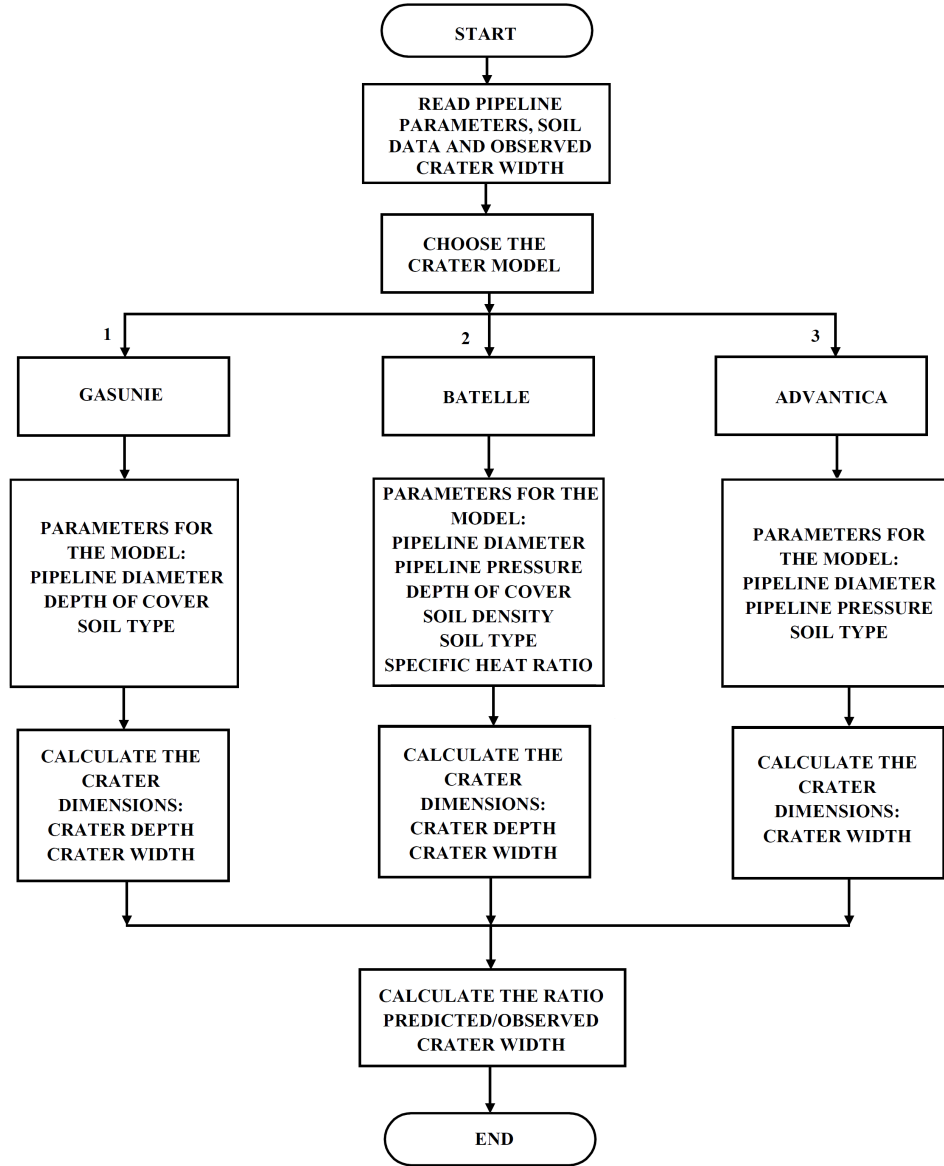 START
READ PIPELINE
PARAMETERS, SOIL
DATA AND OBSERVED
CRATER WIDTH
CHOOSE THE
CRATER MODEL
1
2
3
GASUNIE
BATELLE
ADVANTICA
PARAMETERS FOR
THE MODEL:
PIPELINE DIAMETER
DEPTH OF COVER
SOIL TYPE
PARAMETERS FOR THE
MODEL:
PIPELINE DIAMETER
PIPELINE PRESSURE
DEPTH OF COVER
SOIL DENSITY
SOIL TYPE
SPECIFIC HEAT RATIO
PARAMETERS FOR
THE MODEL:
PIPELINE DIAMETER
PIPELINE PRESSURE
SOIL TYPE
CALCULATE THE
CRATER
DIMENSIONS:
CRATER DEPTH
CRATER WIDTH
CALCULATE THE
CRATER
DIMENSIONS:
CRATER DEPTH
CRATER WIDTH
CALCULATE THE
CRATER
DIMENSIONS:
CRATER WIDTH
CALCULATE THE RATIO
PREDICTED/OBSERVED
CRATER WIDTH
END